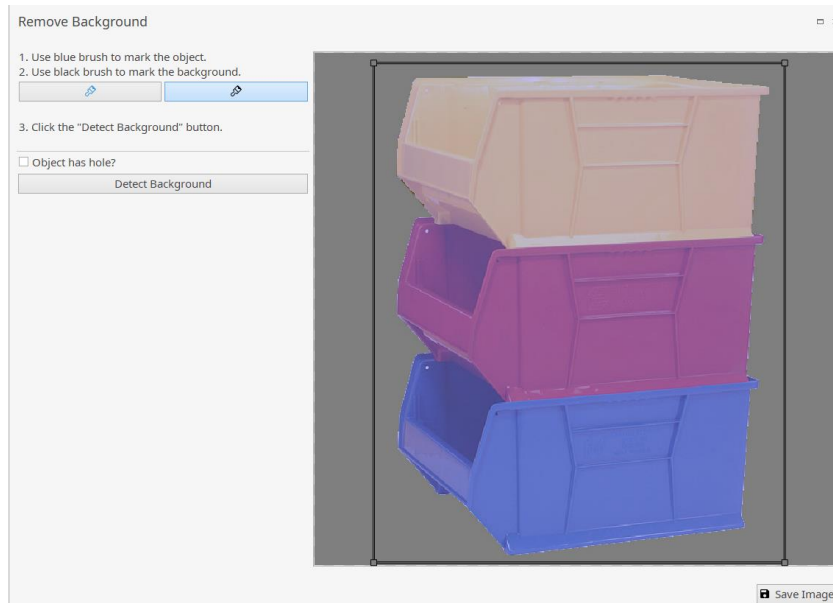 Remove Background
1. Use blue brush to mark the object.
2. Use black brush to mark the background.
3. Click the "Detect Background" button.
Object has hole?
Detect Background
Save Image